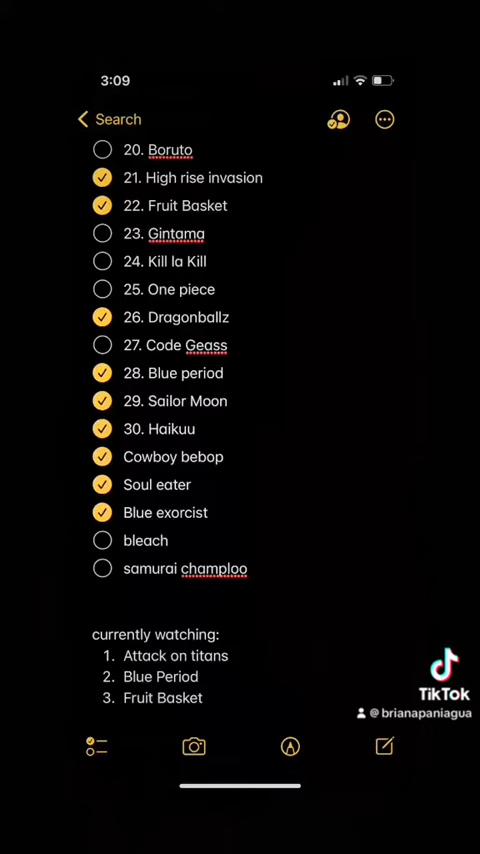 3:09
Search
20. Boruto
21. High rise invasion
22. Fruit Basket
23. Gintama
24. Kill la Kill
25. One piece
26. Dragonballz
27. Code Geass
28. Blue period
29. Sailor Moon
30. Haikuu
Cowboy bebop
Soul eater
Blue exorcist
bleach
samurai champloo
currently watching:
1. Attack on titans
2. Blue Period
3. Fruit Basket
TikTok
@brianapaniagua